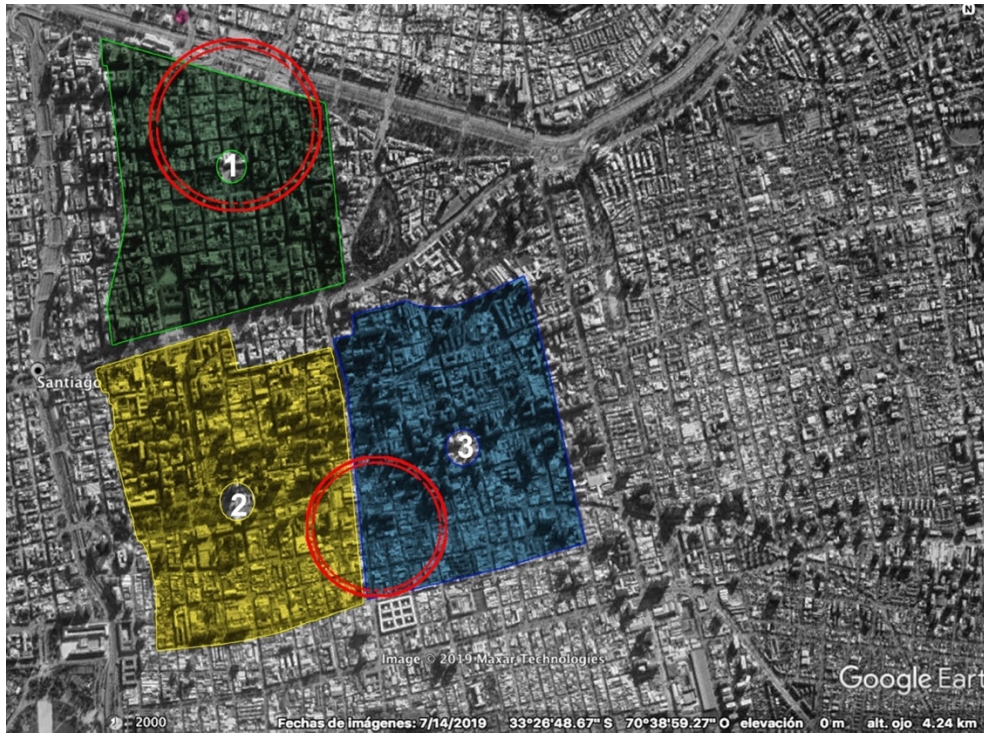 N
1
Santiago
3
2
Image © 2019 Maxar Technologies
Google Eart
2000
Fechas de imágenes: 7/14/2019 33°26'48.67" S 70°38'59.27" O elevación 0 m alt. ojo 4.24 km